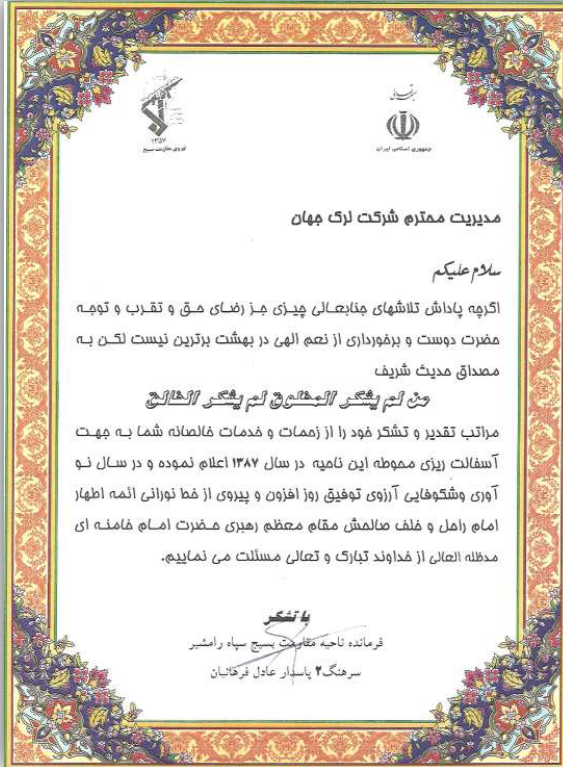 بسمه تعالی
جمهوری اسلامی ایران
۱۳۵۷
نیروی مقاومت بسیج
مدیریت محترم شرکت لرک جهان
سلام علیکم
اگرچه پاداش تلاشهای جنابعالی چیزی جز رضای حق و تقرب و توجه
حضرت دوست و برخورداری از نعم الهی در بهشت برترین نیست لکن به
مصداق حدیث شریف
من لم یشکر المخلوق لم یشکر الخالق
مراتب تقدیر و تشکر خود را از زحمات و خدمات خالصانه شما به جهت
آسفالت ریزی محوطه این ناحیه در سال ۱۳۸۷ اعلام نموده و در سال نو
آوری وشکوفایی آرزوی توفیق روز افزون و پیروی از خط نورانی ائمه اطهار
امام راحل و خلف صالحش مقام معظم رهبری حضرت امام خامنه ای
مدظله العالی از خداوند تبارک و تعالی مسئلت می نماییم.
با تشکر
فرمانده ناحیه مقاومت بسیج سپاه رامشیر
سرهنگ۲ پاسدار عادل فرهانیان